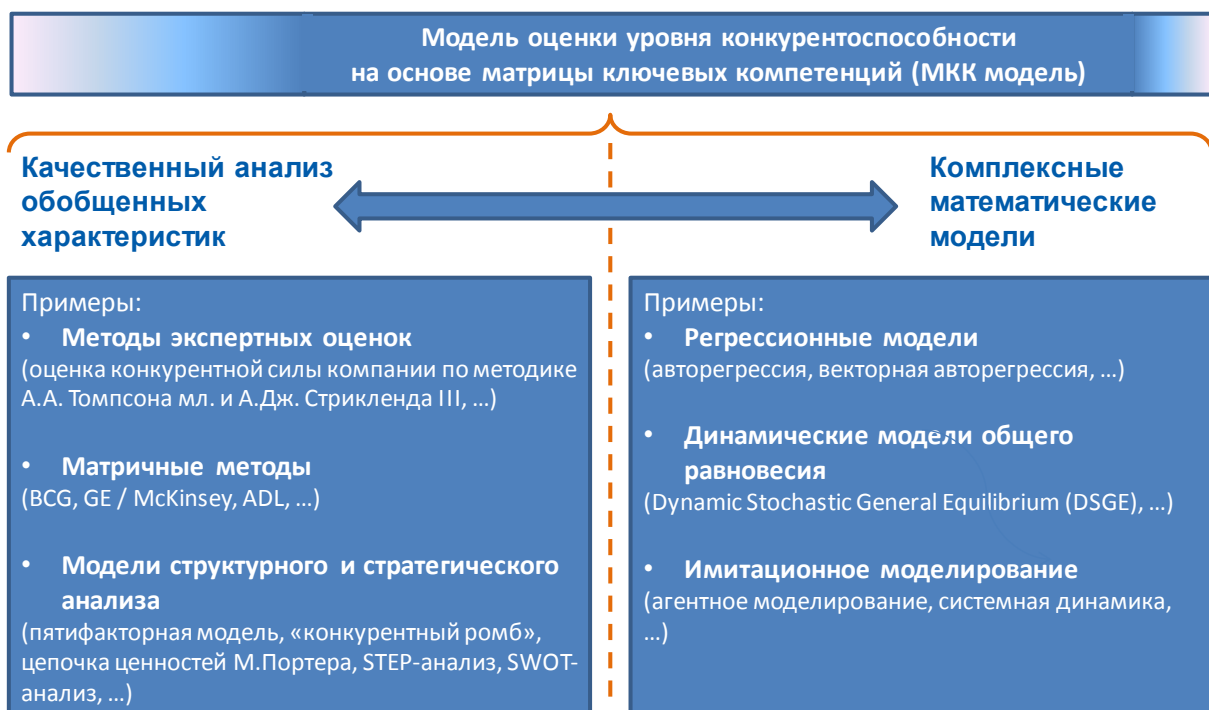 Модель оценки уровня конкурентоспособности
на основе матрицы ключевых компетенций (МКК модель)
Качественный анализ
обобщенных
характеристик
Комплексные
математические
модели
Примеры:
• Методы экспертных оценок
(оценка конкурентной силы компании по методике
А.А. Томпсона мл. и А.Дж. Стрикленда III, ...)
• Матричные методы
(BCG, GE / McKinsey, ADL, ...)
• Модели структурного и стратегического
анализа
(пятифакторная модель, «конкурентный ромб»,
цепочка ценностей М.Портера, STEP-анализ, SWOT-
анализ, ...)
Примеры:
• Регрессионные модели
(авторегрессия, векторная авторегрессия, ...)
• Динамические модели общего
равновесия
(Dynamic Stochastic General Equilibrium (DSGE), ...)
• Имитационное моделирование
(агентное моделирование, системная динамика,
...)